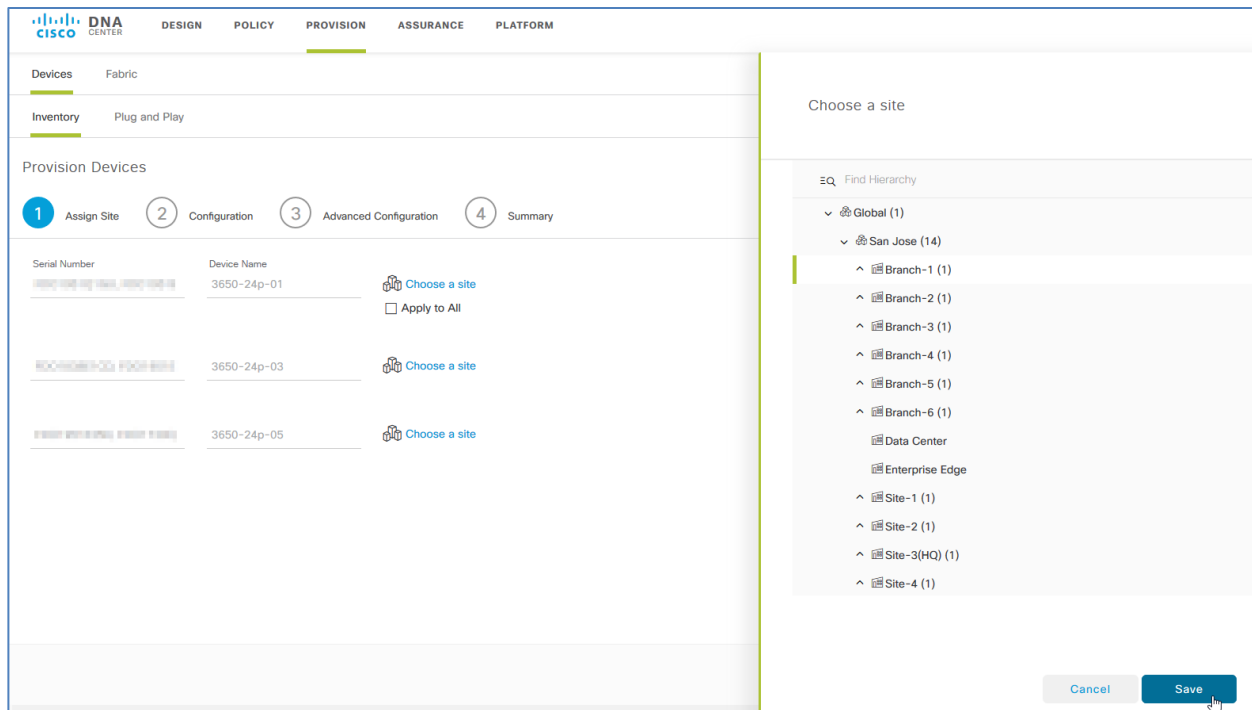 CISCO DNA CENTER DESIGN POLICY PROVISION ASSURANCE PLATFORM
Devices Fabric
Inventory Plug and Play
Provision Devices
1 Assign Site 2 Configuration 3 Advanced Configuration 4 Summary
Serial Number Device Name
3650-24p-01 Choose a site
Apply to All
3650-24p-03 Choose a site
3650-24p-05 Choose a site
Choose a site
Find Hierarchy
Global (1)
San Jose (14)
Branch-1 (1)
Branch-2 (1)
Branch-3 (1)
Branch-4 (1)
Branch-5 (1)
Branch-6 (1)
Data Center
Enterprise Edge
Site-1 (1)
Site-2 (1)
Site-3(HQ) (1)
Site-4 (1)
Cancel Save